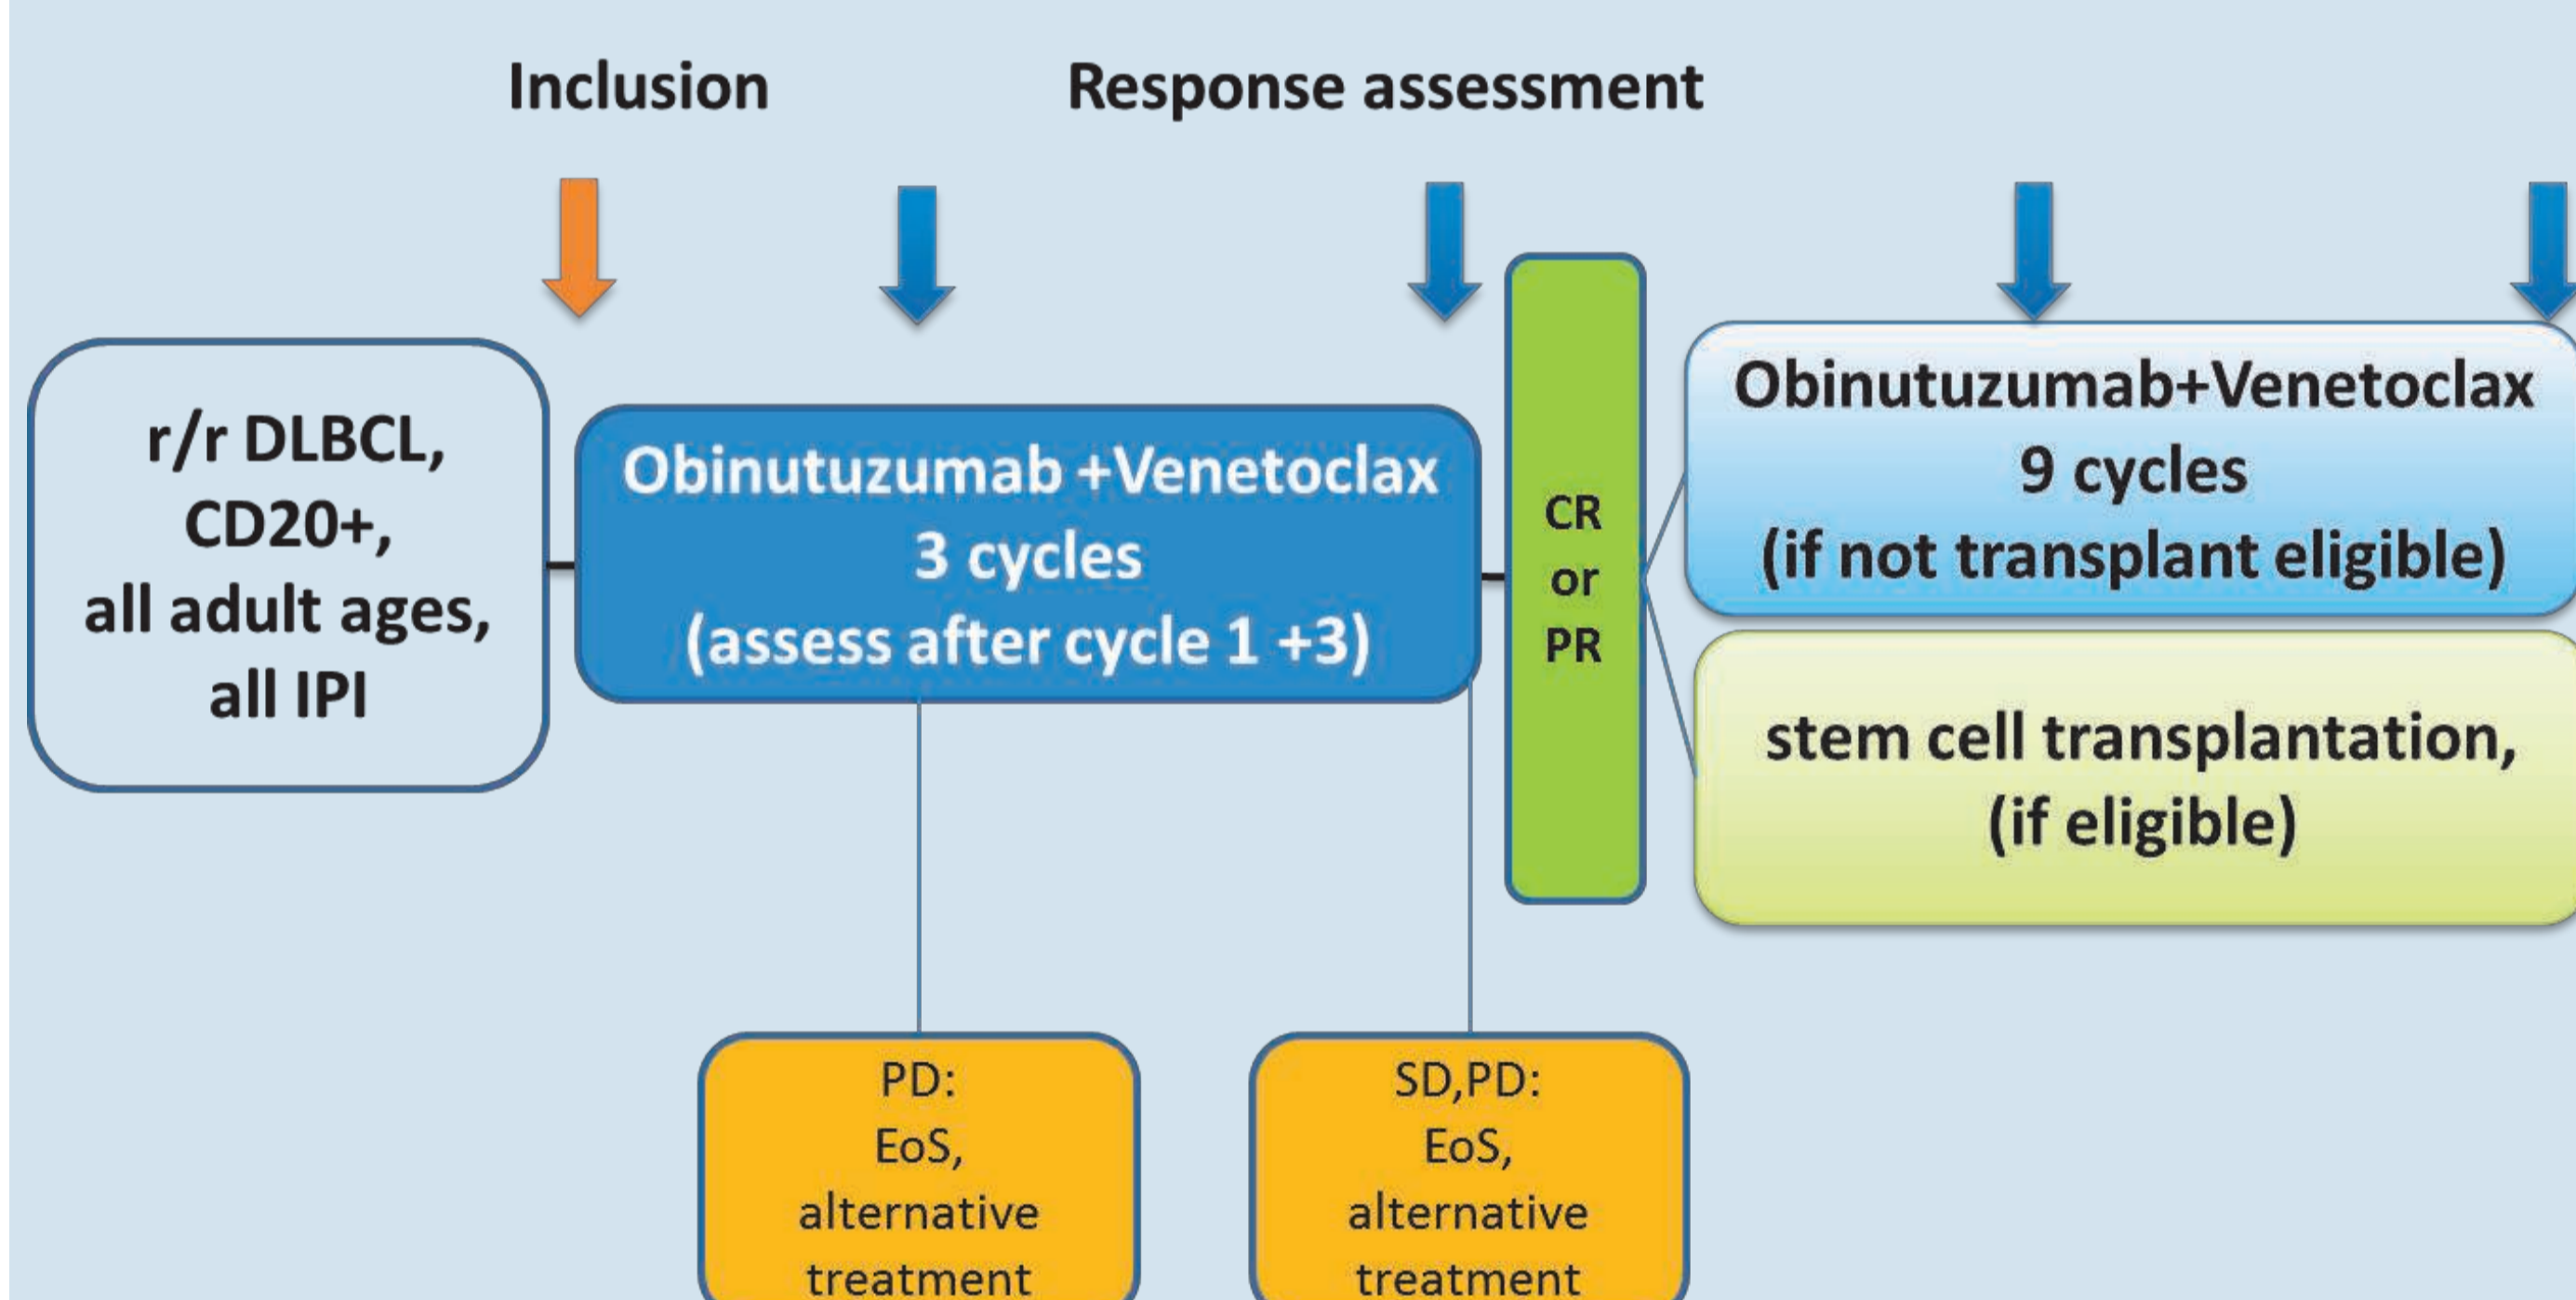 Inclusion
Response assessment
r/r DLBCL,
CD20+,
all adult ages,
all IPI
Obinutuzumab +Venetoclax
3 cycles
(assess after cycle 1 +3)
CR
or
PR
Obinutuzumab+Venetoclax
9 cycles
(if not transplant eligible)
stem cell transplantation,
(if eligible)
PD:
EoS,
alternative
treatment
SD,PD:
EoS,
alternative
treatment